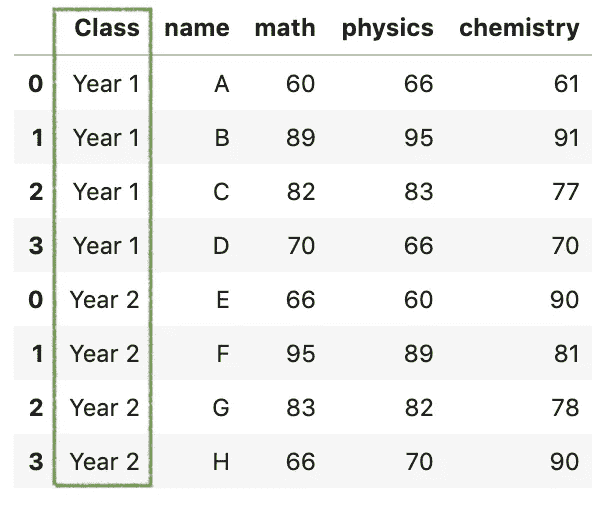 Class name math physics chemistry
0 Year 1 A 60 66 61
1 Year 1 B 89 95 91
2 Year 1 C 82 83 77
3 Year 1 D 70 66 70
0 Year 2 E 66 60 90
1 Year 2 F 95 89 81
2 Year 2 G 83 82 78
3 Year 2 H 66 70 90